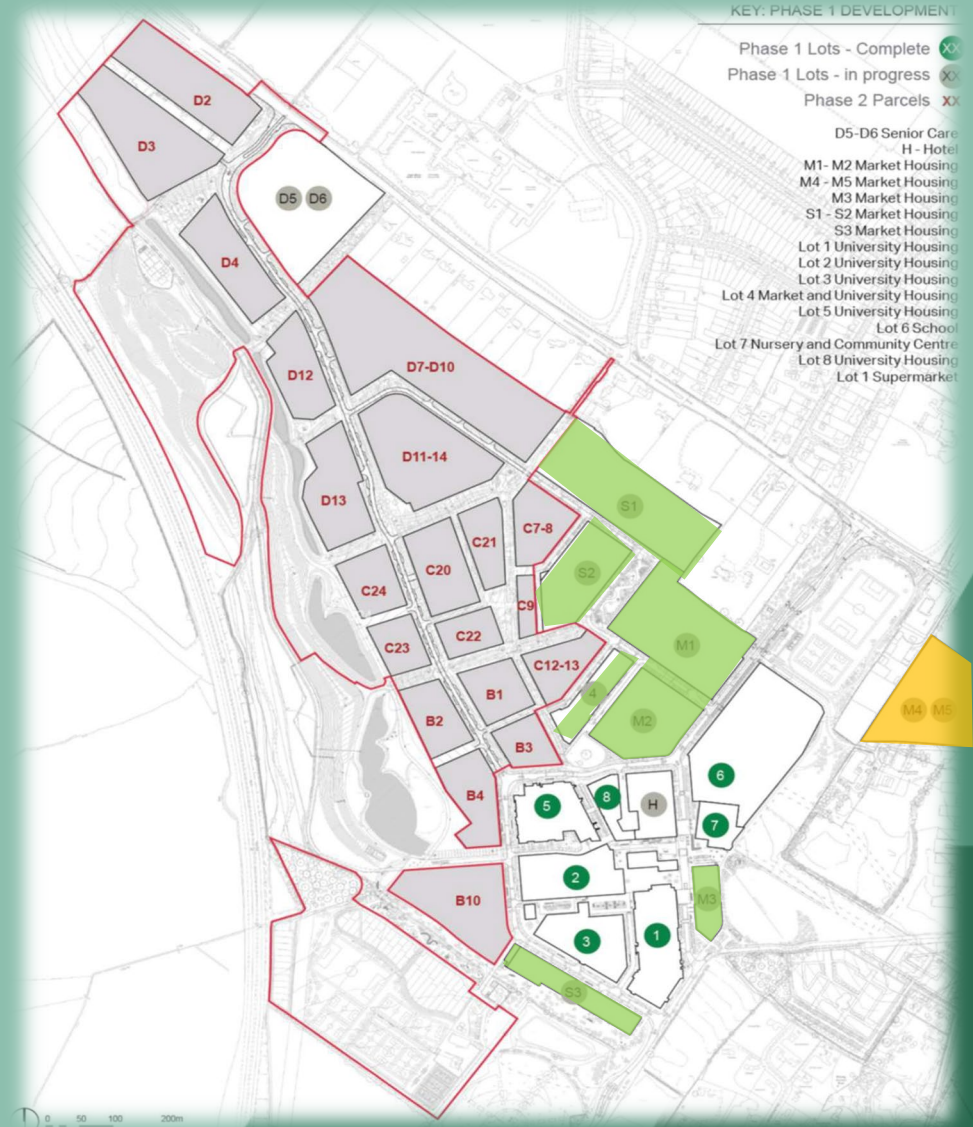 KEY: PHASE 1 DEVELOPMENT
Phase 1 Lots - Complete XX
Phase 1 Lots - in progress XX
Phase 2 Parcels XX
D5-D6 Senior Care
H - Hotel
M1- M2 Market Housing
M4 - M5 Market Housing
M3 Market Housing
S1 - S2 Market Housing
S3 Market Housing
Lot 1 University Housing
Lot 2 University Housing
Lot 3 University Housing
Lot 4 Market and University Housing
Lot 5 University Housing
Lot 6 School
Lot 7 Nursery and Community Centre
Lot 8 University Housing
Lot 1 Supermarket
D2
D3
D5 D6
D4
D7-D10
D12
D11-14
D13
S1
C7-8
C21
C20
S2
C24
C9
C22
C23
M1
C12-13
4
B1
B2
M2
M4 M5
B3
6
B4
5
8
H
7
2
B10
M3
3
1
S3
0 50 100 200m